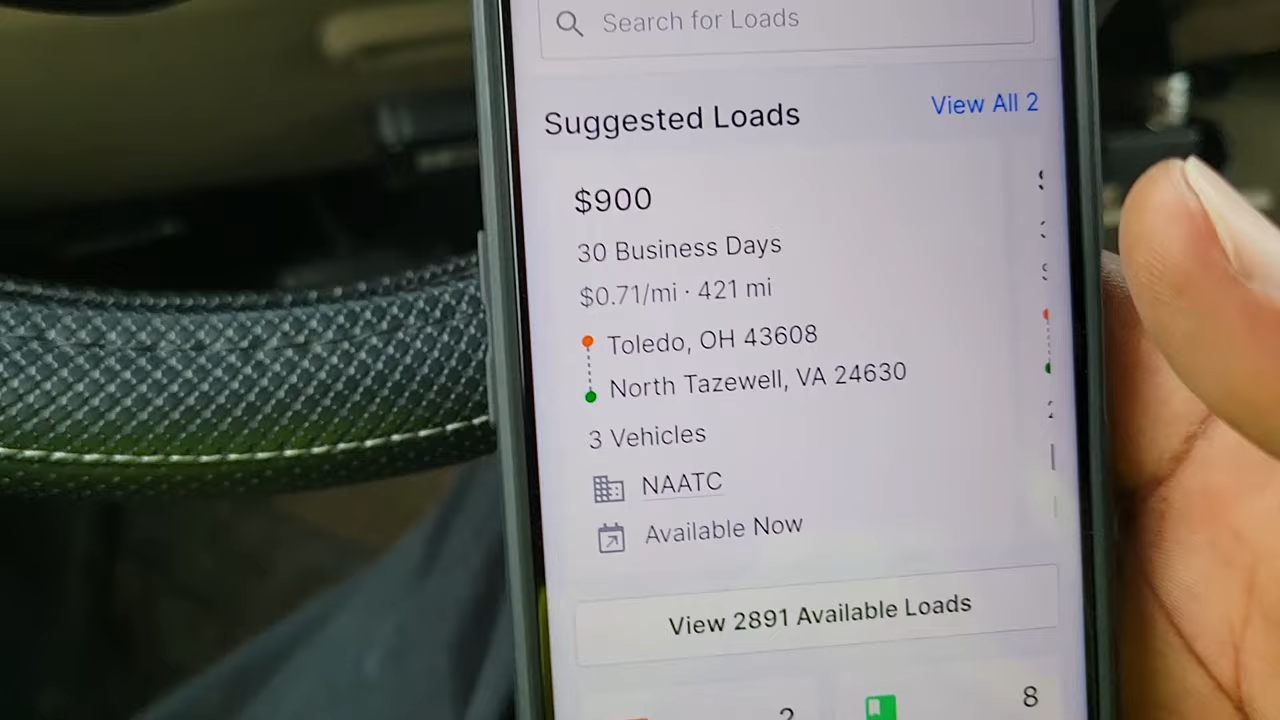 Search for Loads
Suggested Loads
View All 2
$900
30 Business Days
$0.71/mi · 421 mi
Toledo, OH 43608
North Tazewell, VA 24630
3 Vehicles
NAATC
Available Now
View 2891 Available Loads
2
8